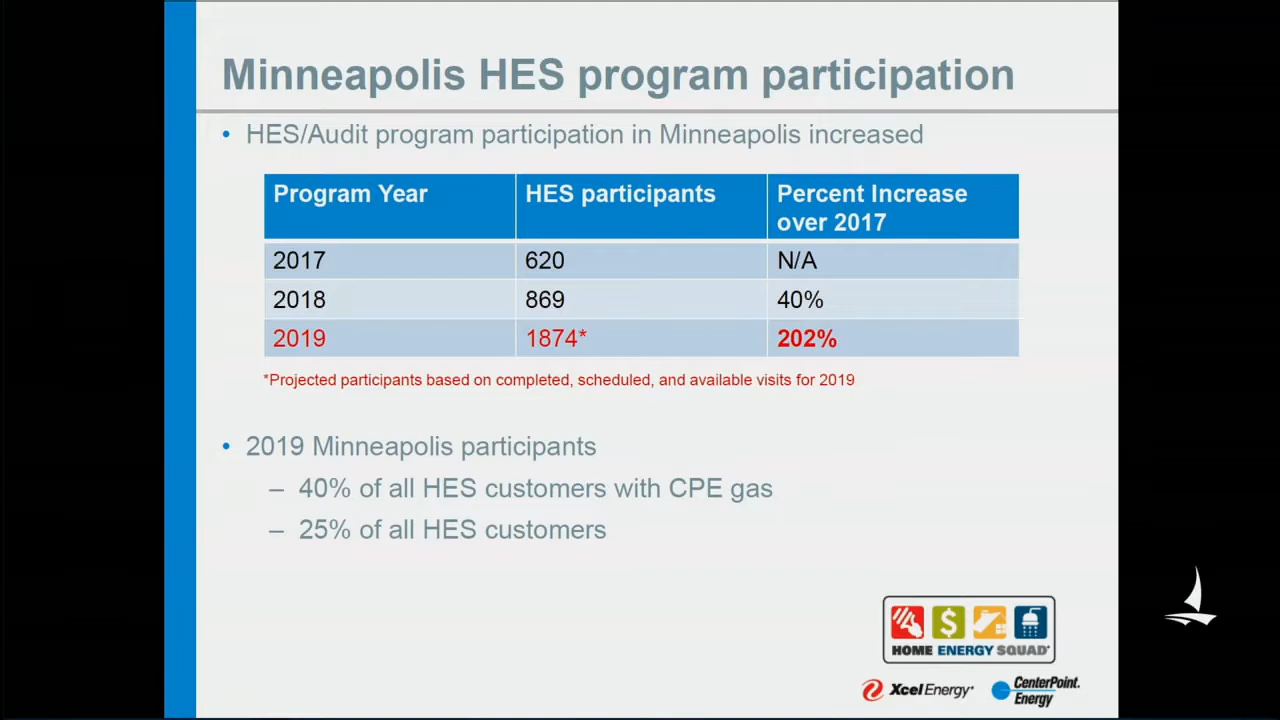 Minneapolis HES program participation
• HES/Audit program participation in Minneapolis increased
Program Year HES participants Percent Increase over 2017
2017 620 N/A
2018 869 40%
2019 1874* 202%
*Projected participants based on completed, scheduled, and available visits for 2019
• 2019 Minneapolis participants
– 40% of all HES customers with CPE gas
– 25% of all HES customers
$
HOME ENERGY SQUAD
Xcel Energy
CenterPoint.
Energy